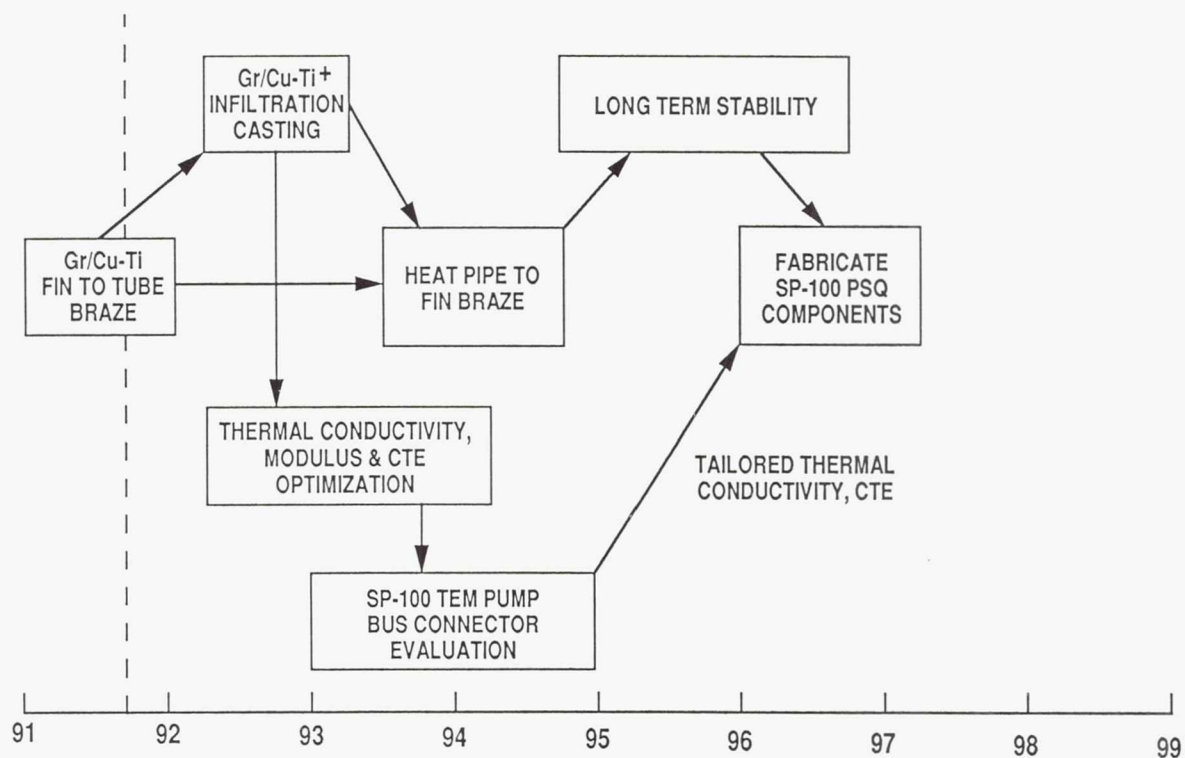 Gr/Cu-Ti+
INFILTRATION
CASTING
LONG TERM STABILITY
Gr/Cu-Ti
FIN TO TUBE
BRAZE
HEAT PIPE TO
FIN BRAZE
FABRICATE
SP-100 PSQ
COMPONENTS
THERMAL CONDUCTIVITY,
MODULUS & CTE
OPTIMIZATION
TAILORED THERMAL
CONDUCTIVITY, CTE
SP-100 TEM PUMP
BUS CONNECTOR
EVALUATION
91 92 93 94 95 96 97 98 99